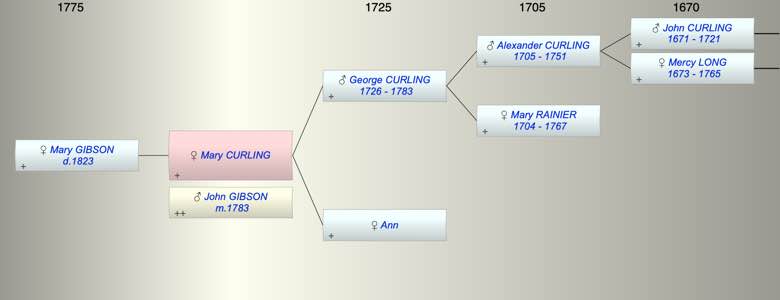 1775 1725 1705 1670
♂ John CURLING
1671 - 1721
+
♂ Alexander CURLING
1705 - 1751
+
♀ Mercy LONG
1673 - 1765
+
♂ George CURLING
1726 - 1783
+
♀ Mary RAINIER
1704 - 1767
+
♀ Mary GIBSON
d.1823
+
♀ Mary CURLING
+
♂ John GIBSON
m.1783
++
♀ Ann
+